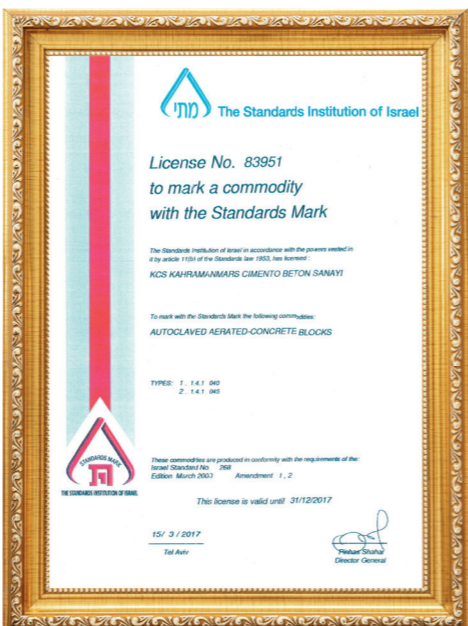 מתי
The Standards Institution of Israel
License No. 83951
to mark a commodity
with the Standards Mark
The Standards Institution of Israel in accordance with the powers vested in
it by article 11(b) of the Standards law 1953, has licensed :
KCS KAHRAMANMARS CIMENTO BETON SANAYI
To mark with the Standards Mark the following commodities:
AUTOCLAVED AERATED-CONCRETE BLOCKS
TYPES: 1 . 1.4.1 040
2 . 1.4.1 045
STANDARDS MARK
THE STANDARDS INSTITUTION OF ISRAEL
These commodities are produced in conformity with the requirements of the:
Israel Standard No. 268
Edition March 2003 Amendment 1 , 2
This license is valid until 31/12/2017
15/ 3 /2017
Tel Aviv
Pinhas Shahar
Director General